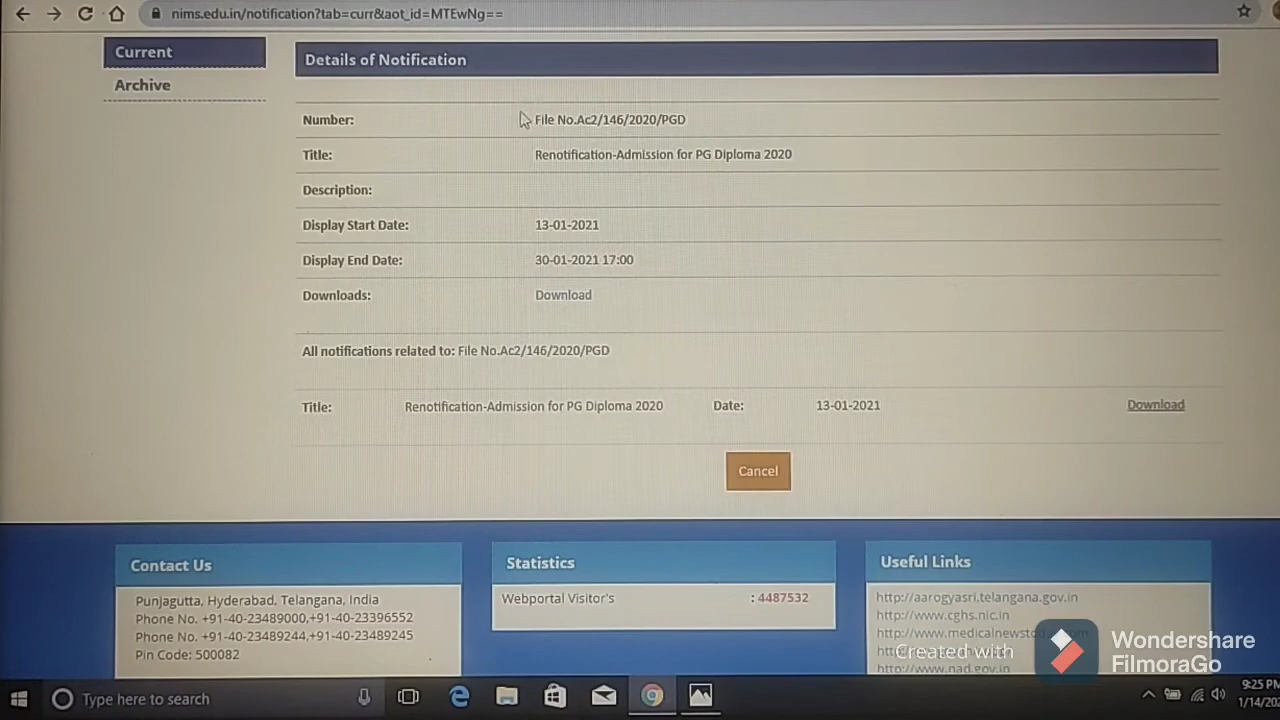 nims.edu.in/notification?tab=curr&aot_id=MTEwNg==
Current
Archive
Details of Notification
Number: File No.Ac2/146/2020/PGD
Title: Renotification-Admission for PG Diploma 2020
Description:
Display Start Date: 13-01-2021
Display End Date: 30-01-2021 17:00
Downloads: Download
All notifications related to: File No.Ac2/146/2020/PGD
Title: Renotification-Admission for PG Diploma 2020 Date: 13-01-2021 Download
Cancel
Contact Us
Punjagutta, Hyderabad, Telangana, India
Phone No. +91-40-23489000,+91-40-23396552
Phone No. +91-40-23489244,+91-40-23489245
Pin Code: 500082
Statistics
Webportal Visitor's : 4487532
Useful Links
http://aarogyasri.telangana.gov.in
http://www.cghs.nic.in
http://www.nad.gov.in
Created with
Wondershare
FilmoraGo
Type here to search
9:25 PM